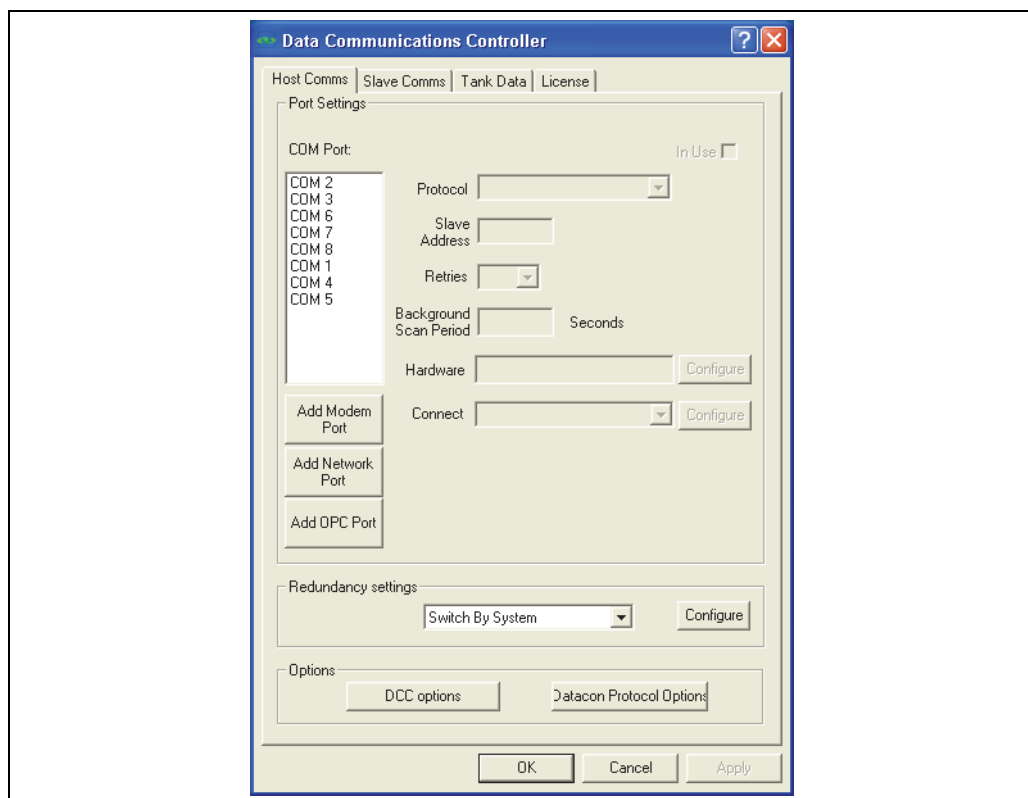 Data Communications Controller
Host Comms Slave Comms Tank Data License
Port Settings
COM Port:
In Use
COM 2
COM 3
COM 6
COM 7
COM 8
COM 1
COM 4
COM 5
Protocol
Slave
Address
Retries
Background
Scan Period
Seconds
Hardware
Configure
Connect
Configure
Add Modem
Port
Add Network
Port
Add OPC Port
Redundancy settings
Switch By System
Configure
Options
DCC options
Datacon Protocol Options
OK Cancel Apply